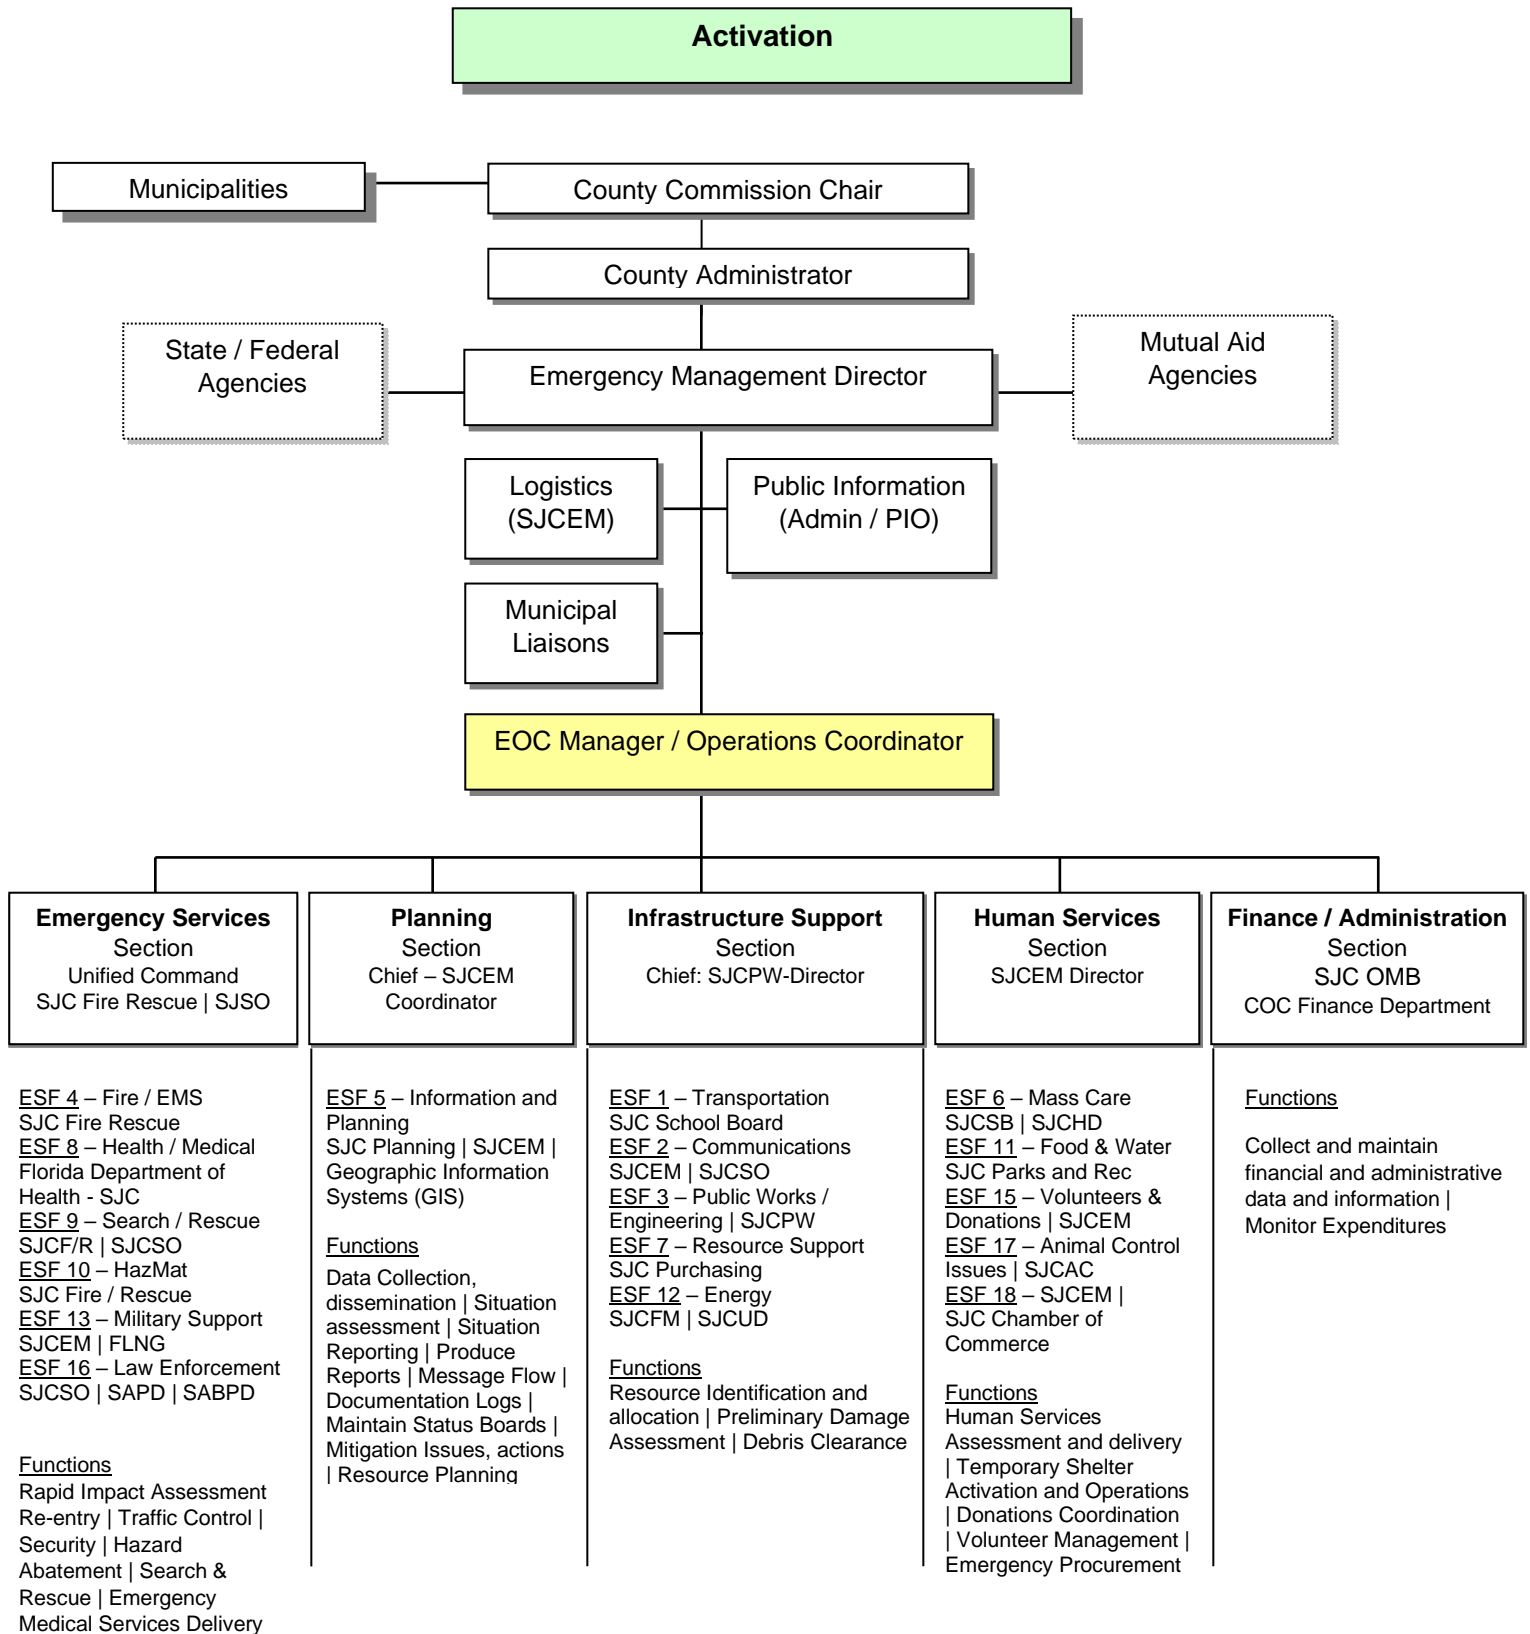 Activation
Municipalities
County Commission Chair
County Administrator
State / Federal
Agencies
Emergency Management Director
Mutual Aid
Agencies
Logistics
(SJCEM)
Public Information
(Admin / PIO)
Municipal
Liaisons
EOC Manager / Operations Coordinator
Emergency Services
Section
Unified Command
SJC Fire Rescue | SJSO
Planning
Section
Chief – SJCEM
Coordinator
Infrastructure Support
Section
Chief: SJCPW-Director
Human Services
Section
SJCEM Director
Finance / Administration
Section
SJC OMB
COC Finance Department
ESF 4 – Fire / EMS
SJC Fire Rescue
ESF 8 – Health / Medical
Florida Department of
Health - SJC
ESF 9 – Search / Rescue
SJCF/R | SJCSO
ESF 10 – HazMat
SJC Fire / Rescue
ESF 13 – Military Support
SJCEM | FLNG
ESF 16 – Law Enforcement
SJCSO | SAPD | SABPD
Functions
Rapid Impact Assessment
Re-entry | Traffic Control |
Security | Hazard
Abatement | Search &
Rescue | Emergency
Medical Services Delivery
ESF 5 – Information and
Planning
SJC Planning | SJCEM |
Geographic Information
Systems (GIS)
Functions
Data Collection,
dissemination | Situation
assessment | Situation
Reporting | Produce
Reports | Message Flow |
Documentation Logs |
Maintain Status Boards |
Mitigation Issues, actions
| Resource Planning
ESF 1 – Transportation
SJC School Board
ESF 2 – Communications
SJCEM | SJCSO
ESF 3 – Public Works /
Engineering | SJCPW
ESF 7 – Resource Support
SJC Purchasing
ESF 12 – Energy
SJCFM | SJCUD
Functions
Resource Identification and
allocation | Preliminary Damage
Assessment | Debris Clearance
ESF 6 – Mass Care
SJCSB | SJCHD
ESF 11 – Food & Water
SJC Parks and Rec
ESF 15 – Volunteers &
Donations | SJCEM
ESF 17 – Animal Control
Issues | SJCAC
ESF 18 – SJCEM |
SJC Chamber of
Commerce
Functions
Human Services
Assessment and delivery
| Temporary Shelter
Activation and Operations
| Donations Coordination
| Volunteer Management |
Emergency Procurement
Functions
Collect and maintain
financial and administrative
data and information |
Monitor Expenditures